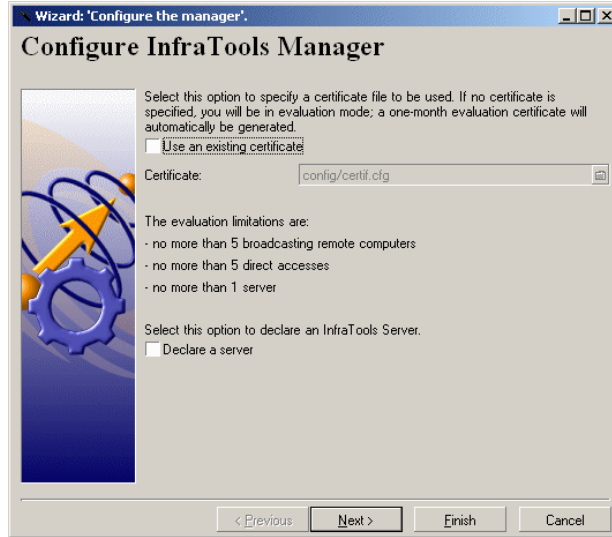 Wizard: 'Configure the manager'.
Configure InfraTools Manager
Select this option to specify a certificate file to be used. If no certificate is
specified, you will be in evaluation mode; a one-month evaluation certificate will
automatically be generated.
Use an existing certificate
Certificate: config/certif.cfg
The evaluation limitations are:
- no more than 5 broadcasting remote computers
- no more than 5 direct accesses
- no more than 1 server
Select this option to declare an InfraTools Server.
Declare a server
< Previous Next > Finish Cancel